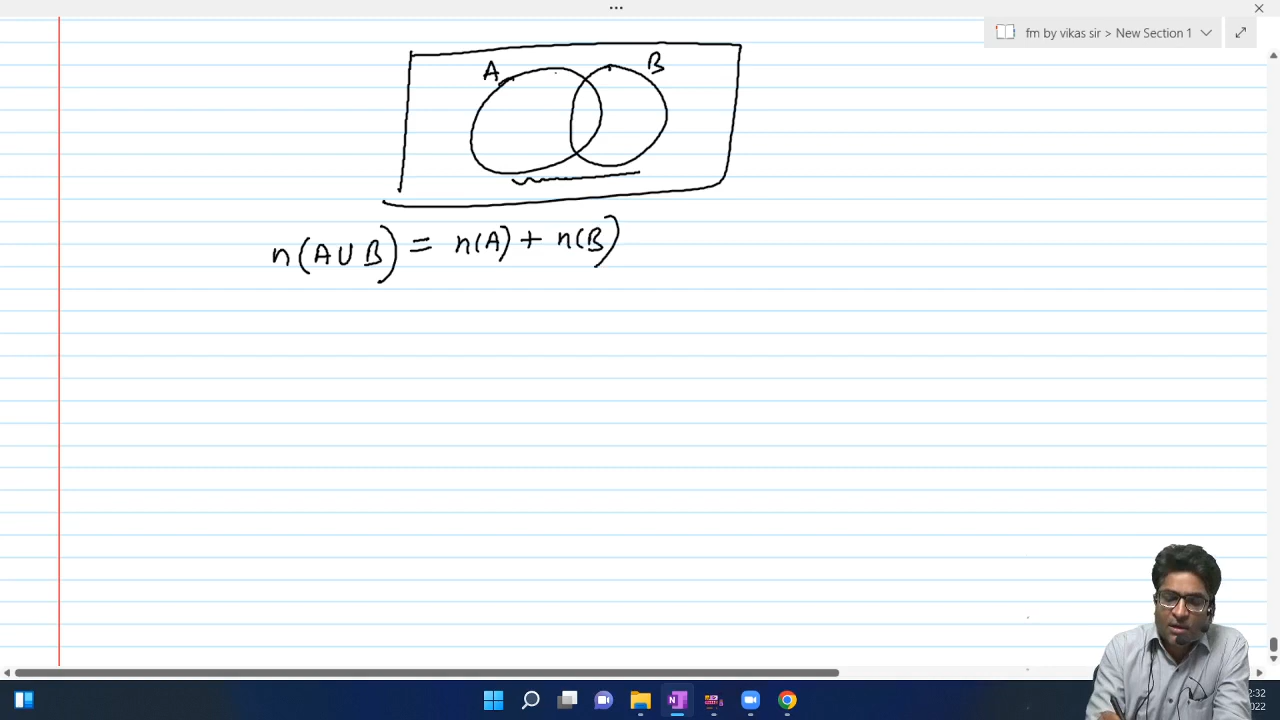 ...
fm by vikas sir > New Section 1
A
B
n(A∪B) = n(A) + n(B)